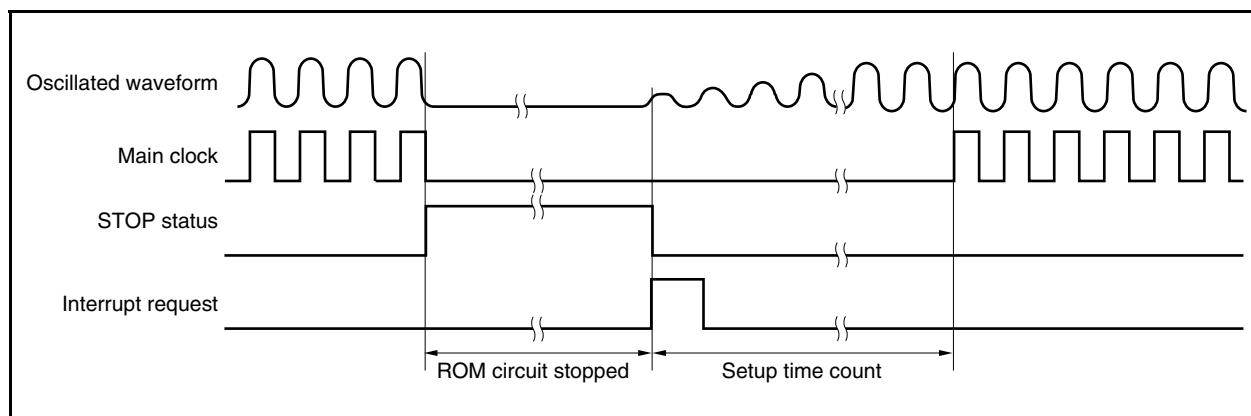 Oscillated waveform
Main clock
STOP status
Interrupt request
ROM circuit stopped
Setup time count